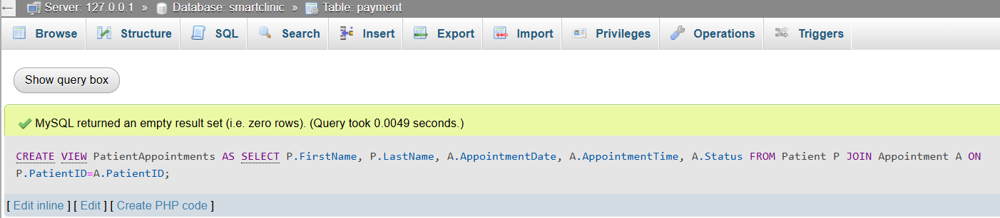 ← Server: 127.0.0.1 » Database: smartclinic » Table: payment
Browse Structure SQL Search Insert Export Import Privileges Operations Triggers
Show query box
MySQL returned an empty result set (i.e. zero rows). (Query took 0.0049 seconds.)
CREATE VIEW PatientAppointments AS SELECT P.FirstName, P.LastName, A.AppointmentDate, A.AppointmentTime, A.Status FROM Patient P JOIN Appointment A ON
P.PatientID=A.PatientID;
[ Edit inline ] [ Edit ] [ Create PHP code ]